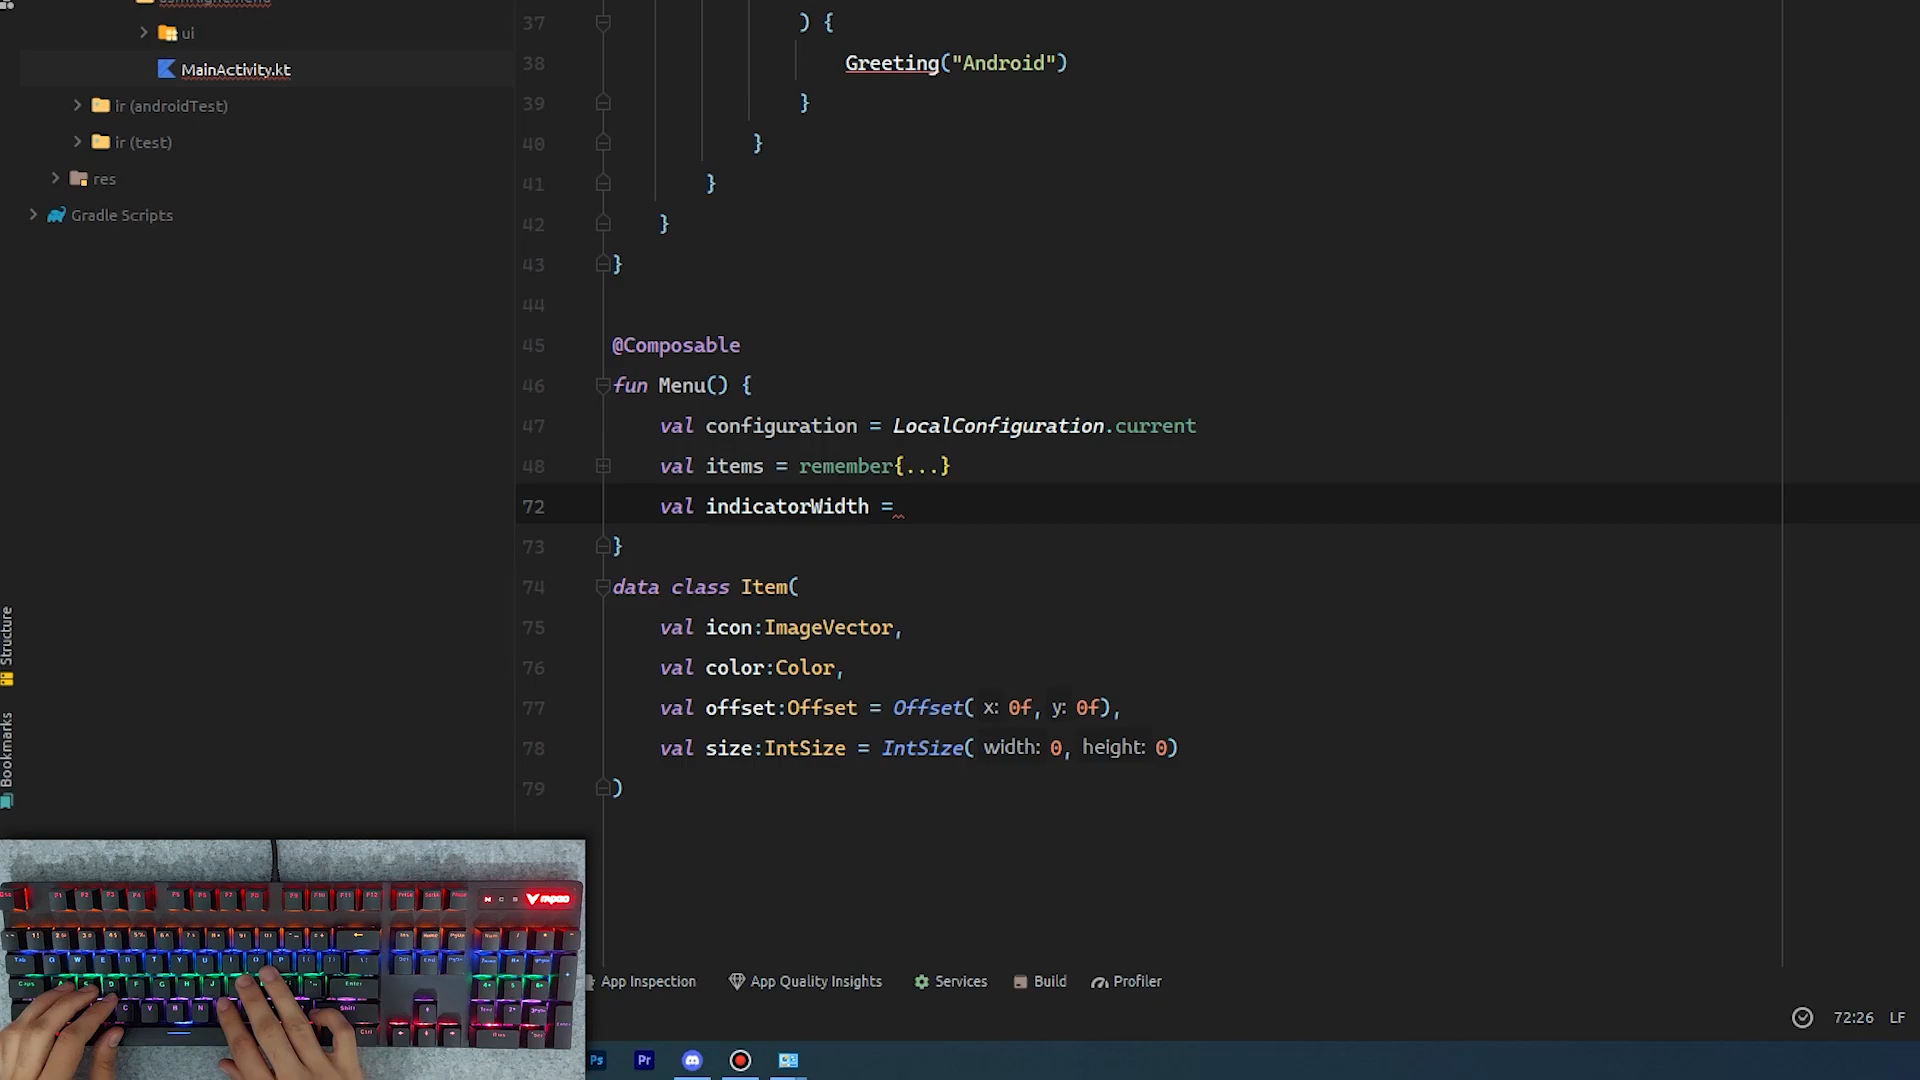 ui
MainActivity.kt
ir (androidTest)
ir (test)
res
Gradle Scripts
Structure
Bookmarks
37 ) {
38 Greeting("Android")
39 }
40 }
41 }
42 }
43 }
44
45 @Composable
46 fun Menu() {
47 val configuration = LocalConfiguration.current
48 val items = remember{...}
72 val indicatorWidth =
73 }
74 data class Item(
75 val icon:ImageVector,
76 val color:Color,
77 val offset:Offset = Offset( x: 0f, y: 0f),
78 val size:IntSize = IntSize( width: 0, height: 0)
79 )
App Inspection App Quality Insights Services Build Profiler
72:26 LF
Ps Pr